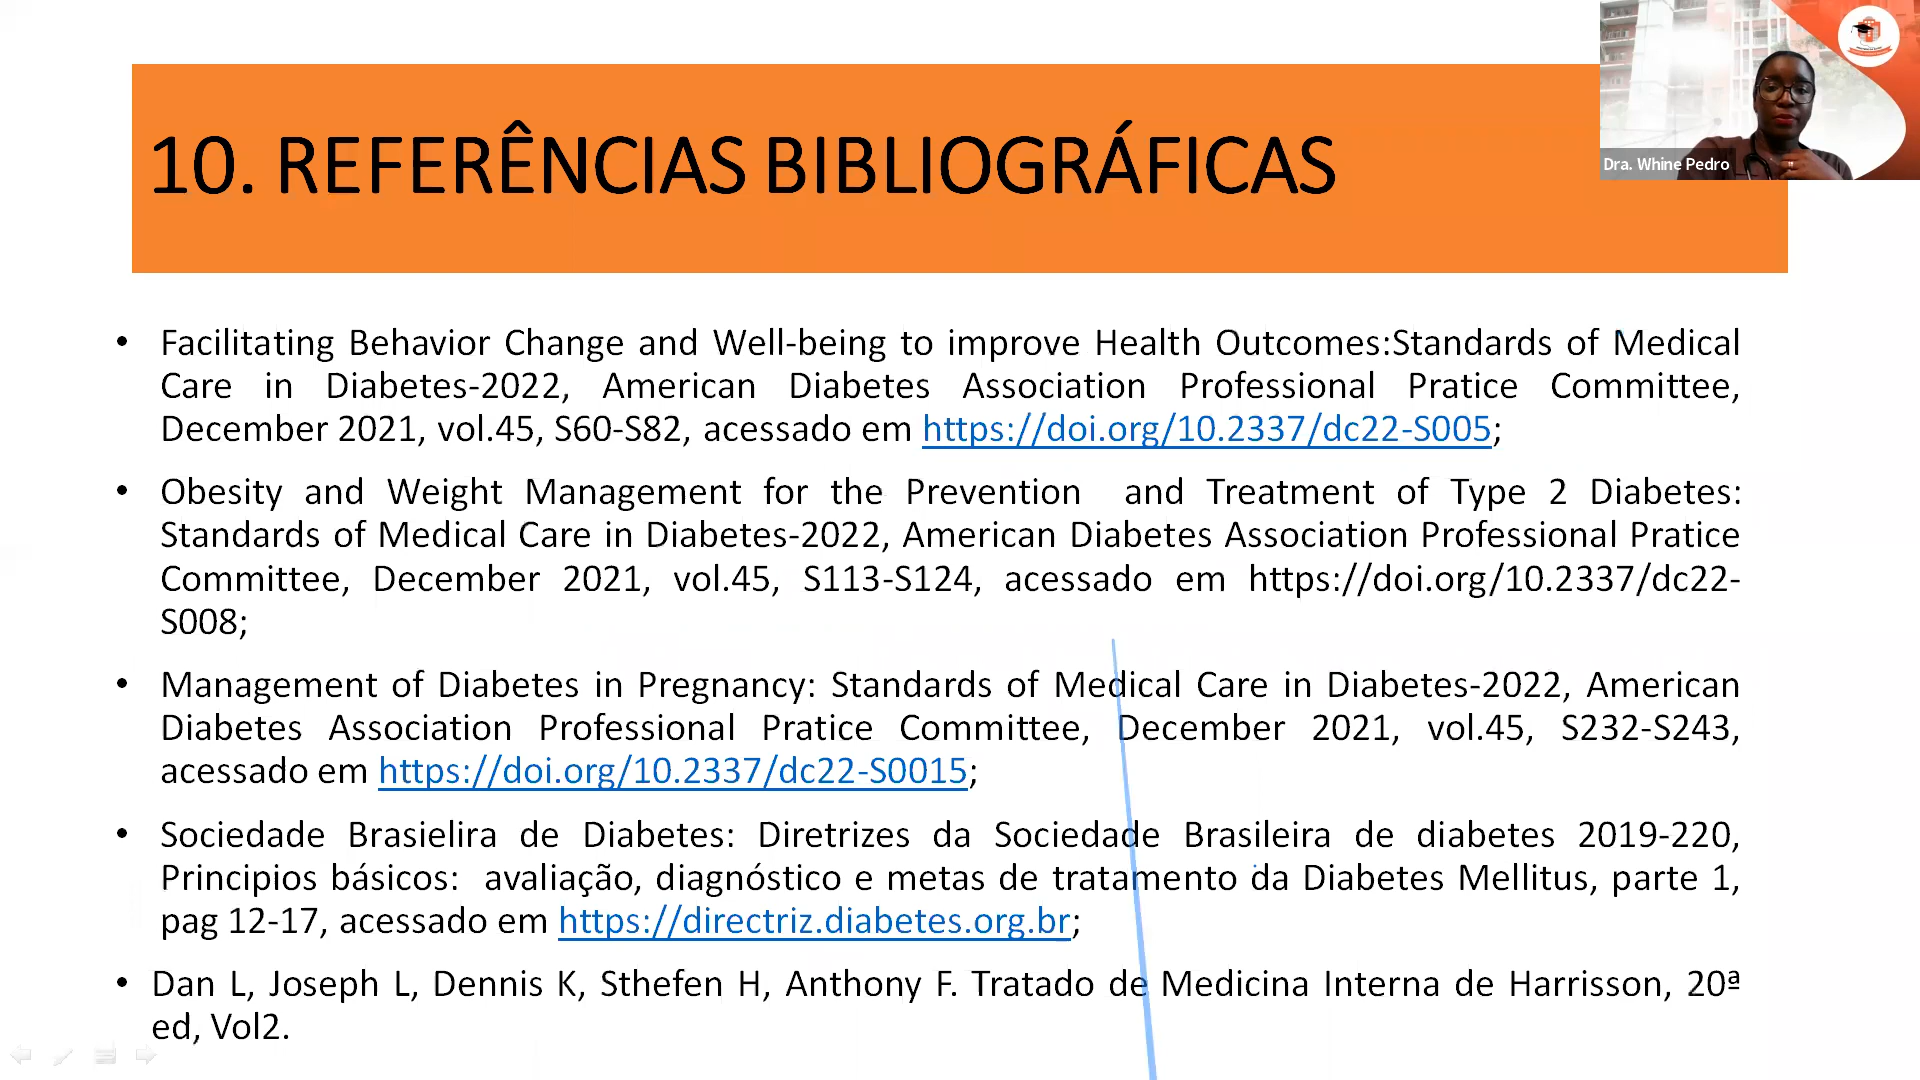 10. REFERÊNCIAS BIBLIOGRÁFICAS
Dra. Whine Pedro
• Facilitating Behavior Change and Well-being to improve Health Outcomes:Standards of Medical
Care in Diabetes-2022, American Diabetes Association Professional Pratice Committee,
December 2021, vol.45, S60-S82, acessado em https://doi.org/10.2337/dc22-S005;
• Obesity and Weight Management for the Prevention and Treatment of Type 2 Diabetes:
Standards of Medical Care in Diabetes-2022, American Diabetes Association Professional Pratice
Committee, December 2021, vol.45, S113-S124, acessado em https://doi.org/10.2337/dc22-
S008;
• Management of Diabetes in Pregnancy: Standards of Medical Care in Diabetes-2022, American
Diabetes Association Professional Pratice Committee, December 2021, vol.45, S232-S243,
acessado em https://doi.org/10.2337/dc22-S0015;
• Sociedade Brasielira de Diabetes: Diretrizes da Sociedade Brasileira de diabetes 2019-220,
Principios básicos: avaliação, diagnóstico e metas de tratamento da Diabetes Mellitus, parte 1,
pag 12-17, acessado em https://directriz.diabetes.org.br;
• Dan L, Joseph L, Dennis K, Sthefen H, Anthony F. Tratado de Medicina Interna de Harrisson, 20ª
ed, Vol2.